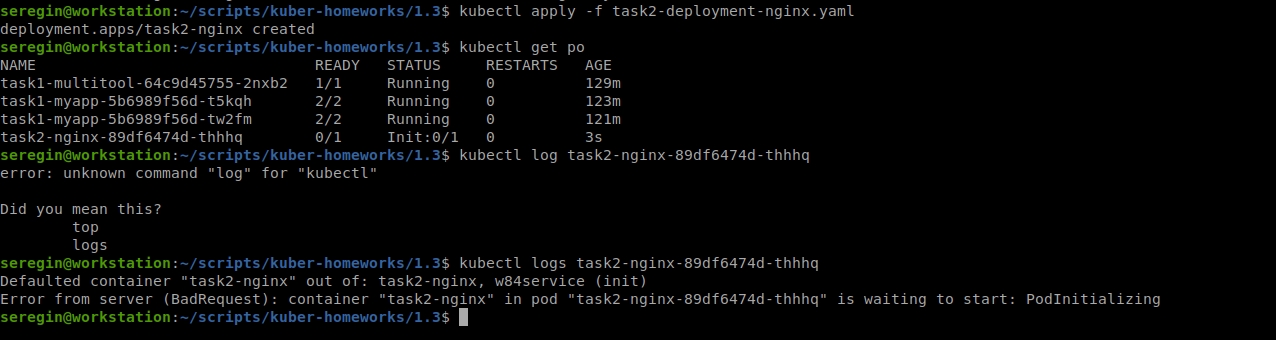 seregin@workstation:~/scripts/kuber-homeworks/1.3$ kubectl apply -f task2-deployment-nginx.yaml
deployment.apps/task2-nginx created
seregin@workstation:~/scripts/kuber-homeworks/1.3$ kubectl get po
NAME                               READY   STATUS     RESTARTS   AGE
task1-multitool-64c9d45755-2nxb2   1/1     Running    0          129m
task1-myapp-5b6989f56d-t5kqh       2/2     Running    0          123m
task1-myapp-5b6989f56d-tw2fm       2/2     Running    0          121m
task2-nginx-89df6474d-thhhq        0/1     Init:0/1   0          3s
seregin@workstation:~/scripts/kuber-homeworks/1.3$ kubectl log task2-nginx-89df6474d-thhhq
error: unknown command "log" for "kubectl"

Did you mean this?
        top
        logs
seregin@workstation:~/scripts/kuber-homeworks/1.3$ kubectl logs task2-nginx-89df6474d-thhhq
Defaulted container "task2-nginx" out of: task2-nginx, w84service (init)
Error from server (BadRequest): container "task2-nginx" in pod "task2-nginx-89df6474d-thhhq" is waiting to start: PodInitializing
seregin@workstation:~/scripts/kuber-homeworks/1.3$